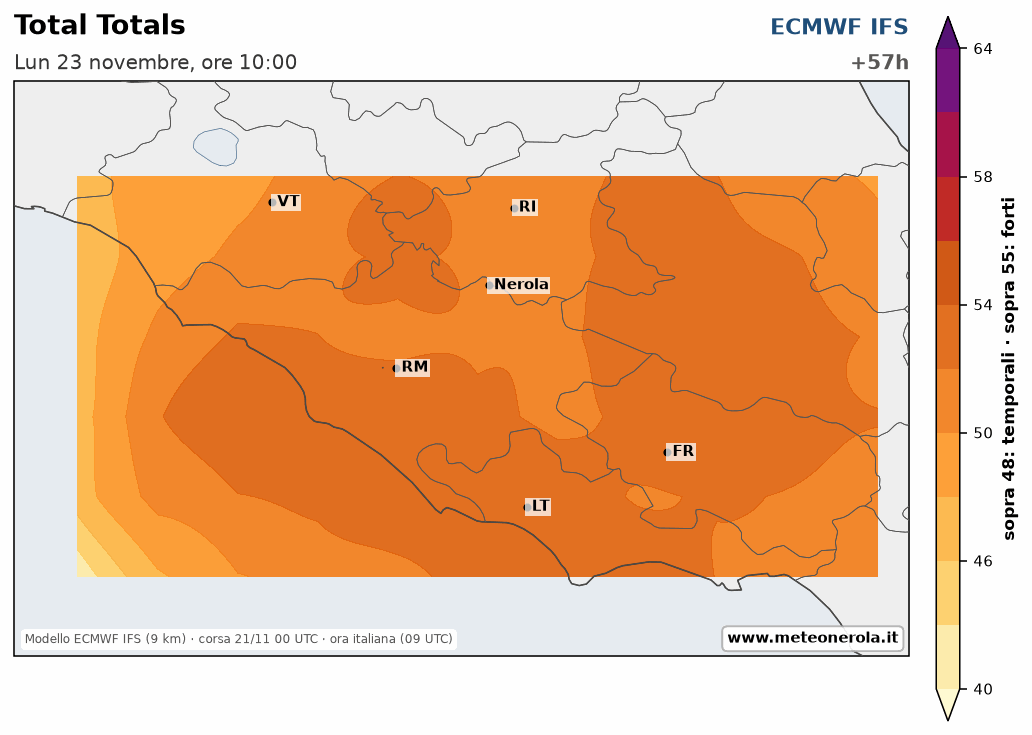 Total Totals
ECMWF IFS
Lun 23 novembre, ore 10:00
+57h
VT
RI
Nerola
RM
FR
LT
64
58
54
50
46
40
sopra 48: temporali · sopra 55: forti
Modello ECMWF IFS (9 km) · corsa 21/11 00 UTC · ora italiana (09 UTC)
www.meteonerola.it